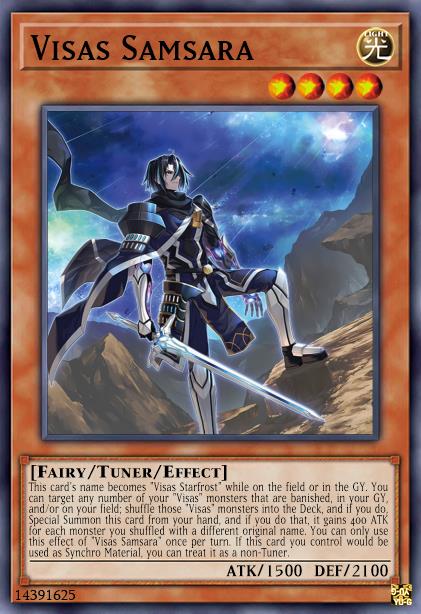 Visas Samsara
LIGHT
光
[Fairy/Tuner/Effect]
This card's name becomes "Visas Starfrost" while on the field or in the GY. You
can target any number of your "Visas" monsters that are banished, in your GY,
and/or on your field; shuffle those "Visas" monsters into the Deck, and if you do,
Special Summon this card from your hand, and if you do that, it gains 400 ATK
for each monster you shuffled with a different original name. You can only use
this effect of "Visas Samsara" once per turn. If this card you control would be
used as Synchro Material, you can treat it as a non-Tuner.
ATK/1500 DEF/2100
14391625